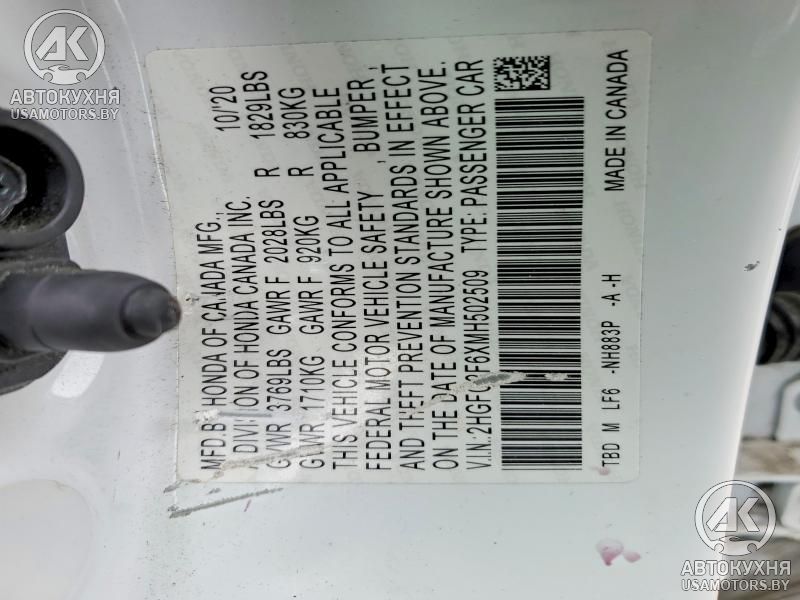 АК
АВТОКУХНЯ
USAMOTORS.BY
MFD.BY HONDA OF CANADA MFG., 10/'20
A DIVISION OF HONDA CANADA INC.
GVWR 3769LBS GAWR F 2028LBS R 1829LBS
GVWR 1710KG GAWR F 920KG R 830KG
THIS VEHICLE CONFORMS TO ALL APPLICABLE
FEDERAL MOTOR VEHICLE SAFETY , BUMPER ,
AND THEFT PREVENTION STANDARDS IN EFFECT
ON THE DATE OF MANUFACTURE SHOWN ABOVE.
V.I.N.:2HGFC2F6XMH502509 TYPE: PASSENGER CAR
TBD M LF6 -NH883P -A -H MADE IN CANADA
АК
АВТОКУХНЯ
USAMOTORS.BY